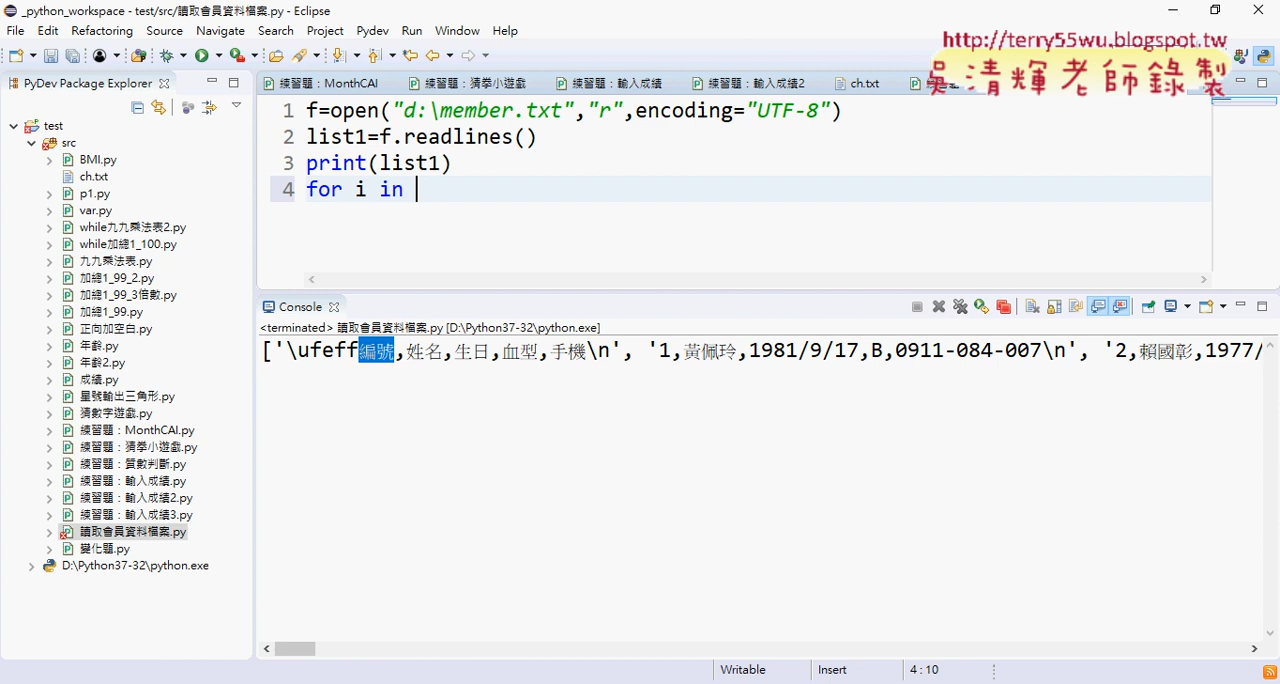 _python_workspace - test/src/讀取會員資料檔案.py - Eclipse
File Edit Refactoring Source Navigate Search Project Pydev Run Window Help
http://terry55wu.blogspot.tw
吳清輝老師錄製
PyDev Package Explorer
練習題：MonthCAI 練習題：猜拳小遊戲 練習題：輸入成績 練習題：輸入成績2 ch.txt
test
src
BMI.py
ch.txt
p1.py
var.py
while九九乘法表2.py
while加總1_100.py
九九乘法表.py
加總1_99_2.py
加總1_99_3倍數.py
加總1_99.py
正向加空白.py
年齡.py
年齡2.py
成績.py
星號輸出三角形.py
猜數字遊戲.py
練習題：MonthCAI.py
練習題：猜拳小遊戲.py
練習題：質數判斷.py
練習題：輸入成績.py
練習題：輸入成績2.py
練習題：輸入成績3.py
讀取會員資料檔案.py
變化題.py
D:\Python37-32\python.exe
1 f=open("d:\member.txt","r",encoding="UTF-8")
2 list1=f.readlines()
3 print(list1)
4 for i in
Console
<terminated> 讀取會員資料檔案.py [D:\Python37-32\python.exe]
['\ufeff編號,姓名,生日,血型,手機\n', '1,黃佩玲,1981/9/17,B,0911-084-007\n', '2,賴國彰,1977/
Writable Insert 4 : 10